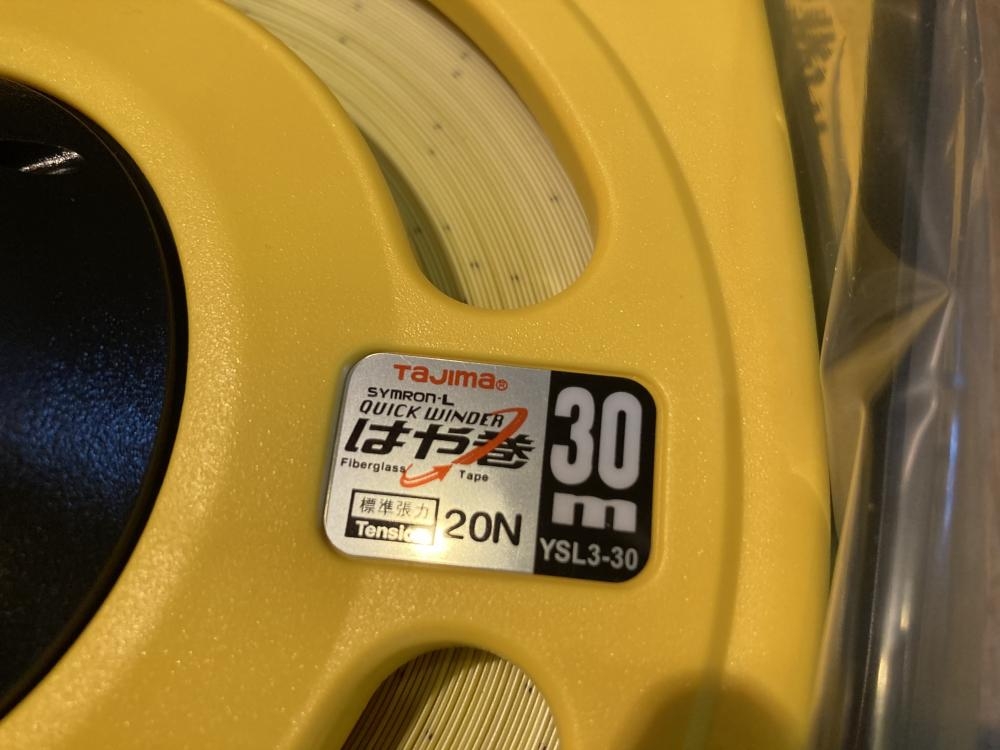 TaJIma®
SYMRON-L
QUICK WINDER
はや巻
Fiberglass Tape
標準張力
Tension
20N
30
m
YSL3-30